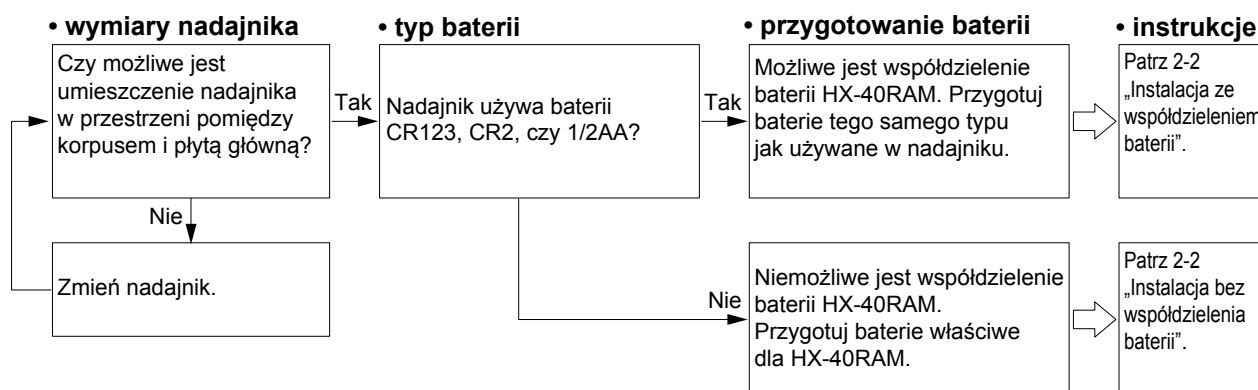 • wymiary nadajnika
Czy możliwe jest
umieszczenie nadajnika
w przestrzeni pomiędzy
korpusem i płytą główną?
Tak
Nie
Zmień nadajnik.
• typ baterii
Nadajnik używa baterii
CR123, CR2, czy 1/2AA?
Tak
Nie
• przygotowanie baterii
Możliwe jest współdzielenie
baterii HX-40RAM. Przygotuj
baterie tego samego typu
jak używane w nadajniku.
Niemożliwe jest współdzielenie
baterii HX-40RAM.
Przygotuj baterie właściwe
dla HX-40RAM.
• instrukcje
Patrz 2-2
„Instalacja ze
współdzieleniem
baterii”.
Patrz 2-2
„Instalacja bez
współdzielenia
baterii”.